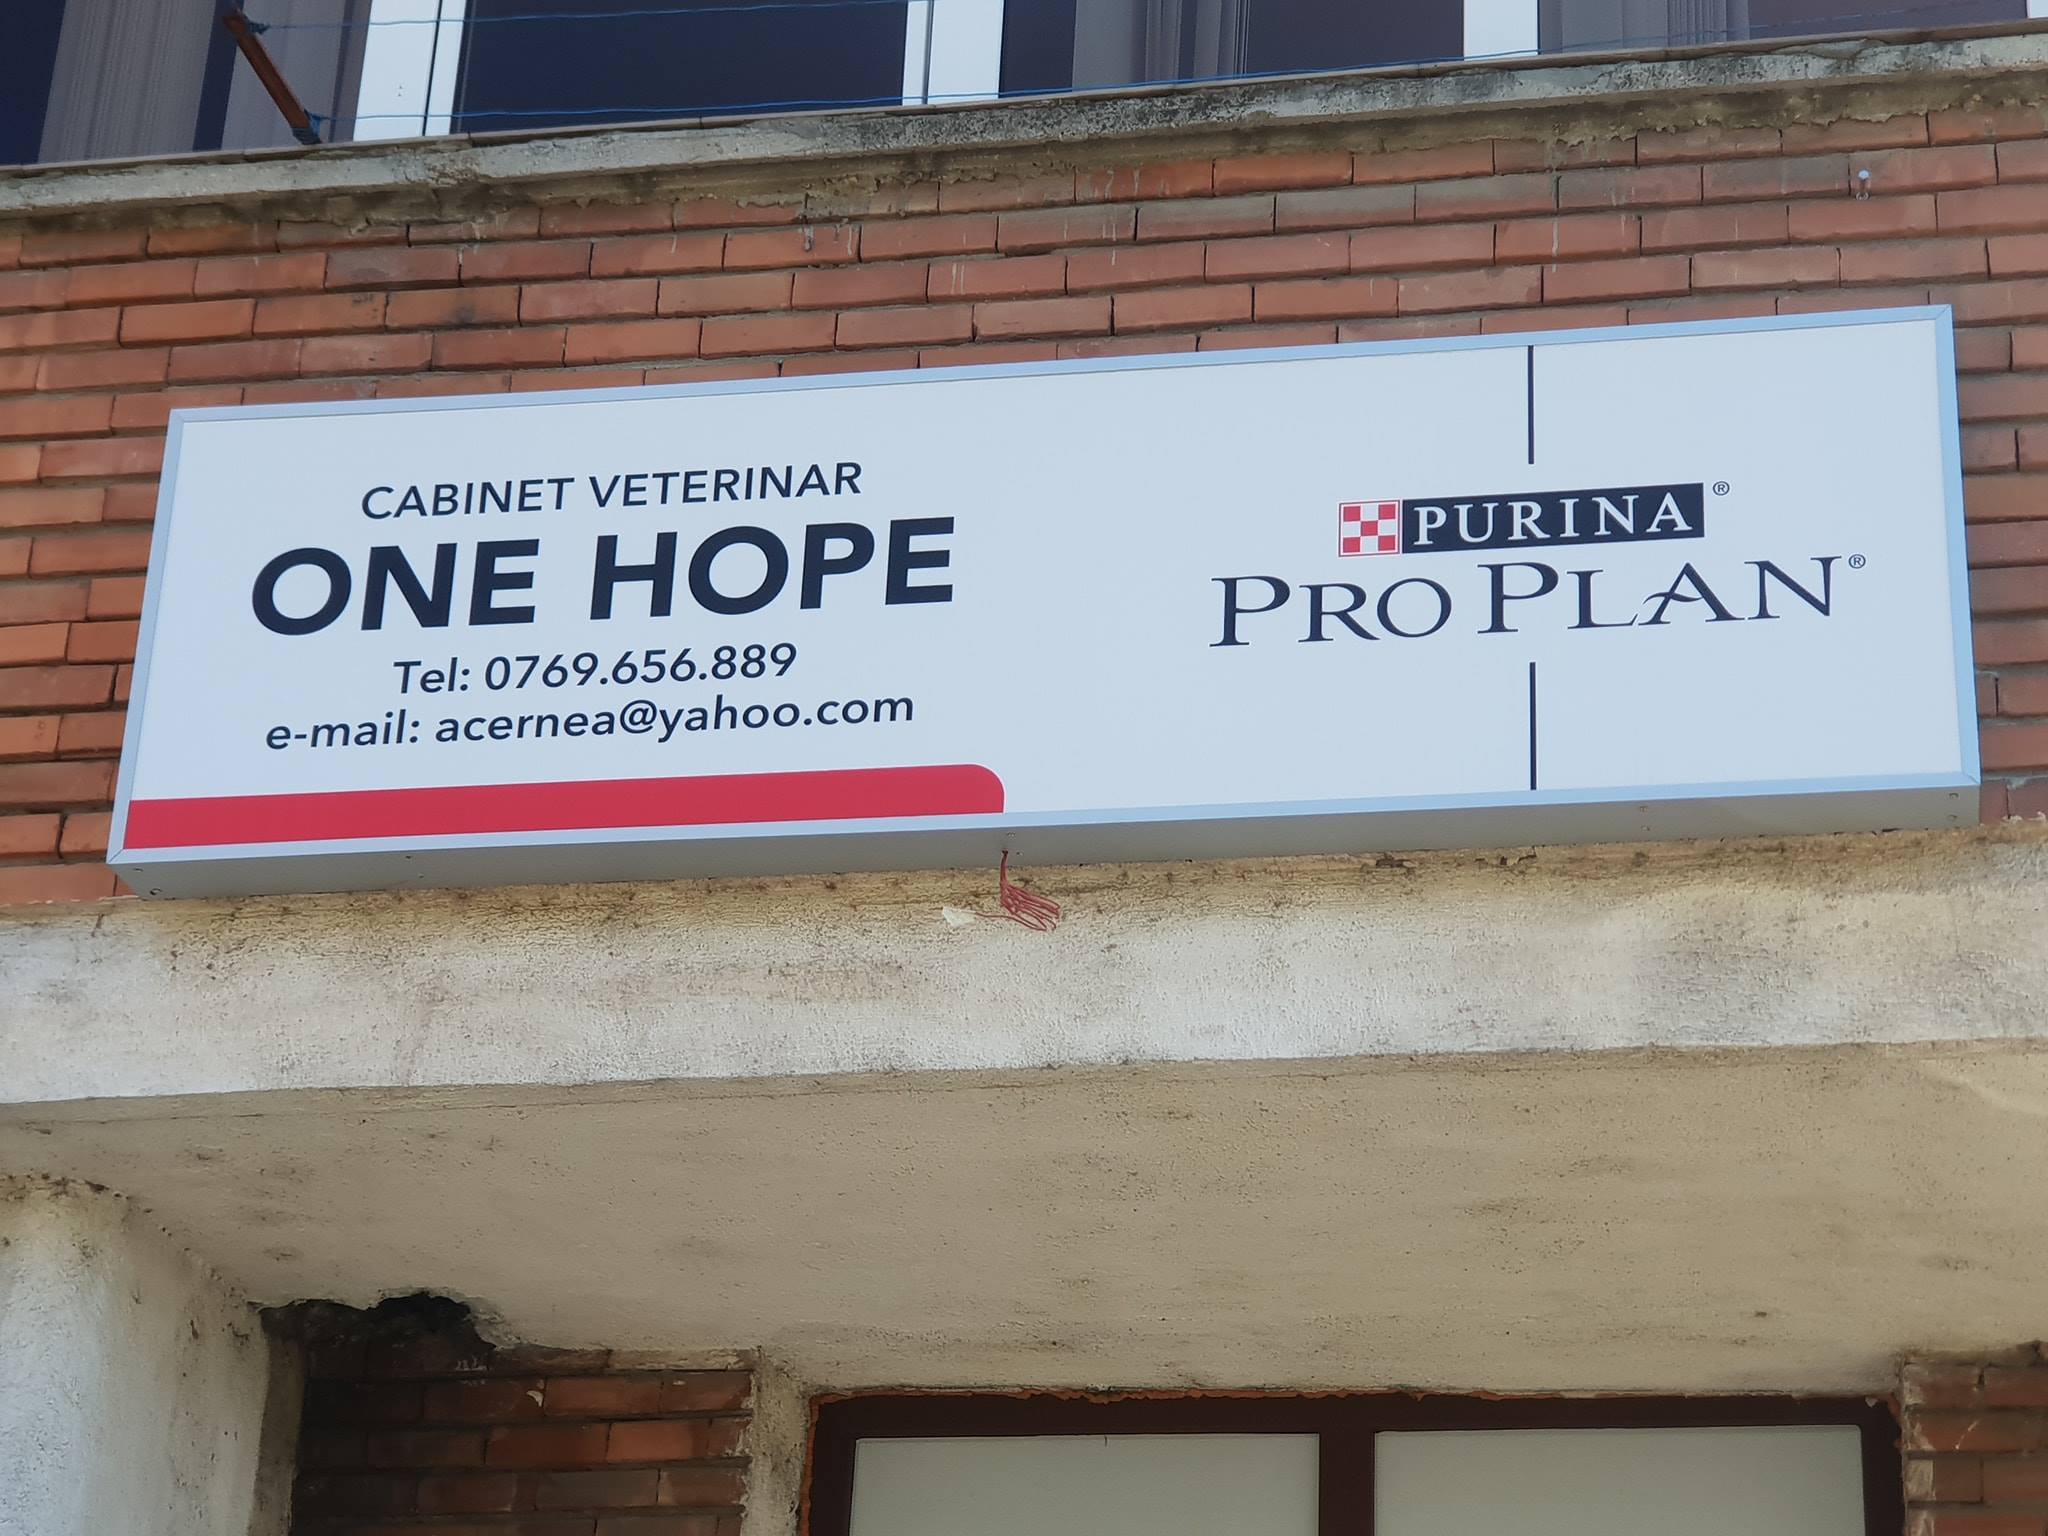 CABINET VETERINAR
ONE HOPE
Tel: 0769.656.889
e-mail: acernea@yahoo.com
PURINA®
PRO PLAN®